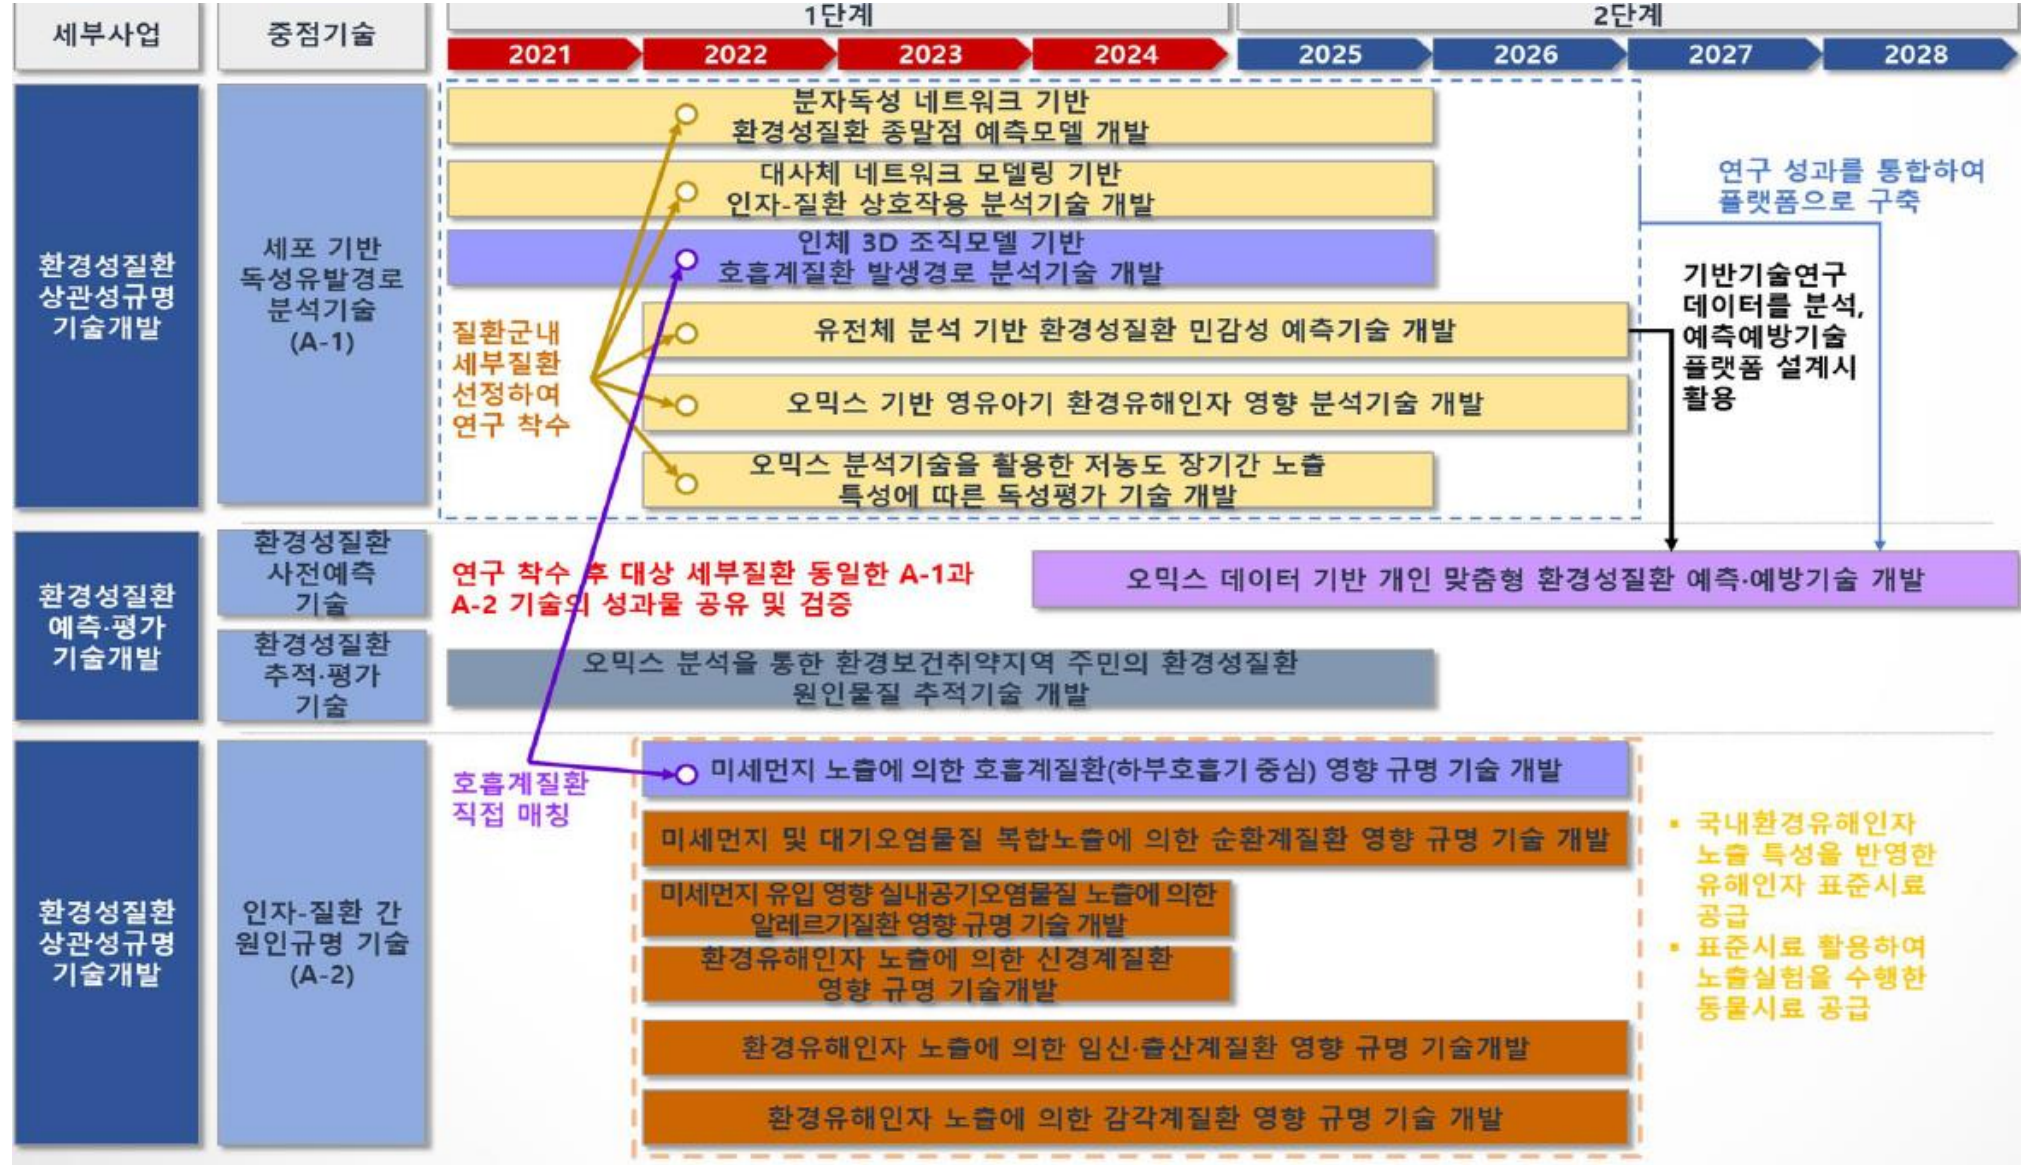 세부사업
중점기술
1단계
2단계
2021
2022
2023
2024
2025
2026
2027
2028
환경성질환
상관성규명
기술개발
세포 기반
독성유발경로
분석기술
(A-1)
분자독성 네트워크 기반
환경성질환 종말점 예측모델 개발
대사체 네트워크 모델링 기반
인자-질환 상호작용 분석기술 개발
인체 3D 조직모델 기반
호흡계질환 발생경로 분석기술 개발
유전체 분석 기반 환경성질환 민감성 예측기술 개발
오믹스 기반 영유아기 환경유해인자 영향 분석기술 개발
오믹스 분석기술을 활용한 저농도 장기간 노출
특성에 따른 독성평가 기술 개발
질환군내
세부질환
선정하여
연구 착수
연구 성과를 통합하여
플랫폼으로 구축
기반기술연구
데이터를 분석,
예측예방기술
플랫폼 설계시
활용
환경성질환
예측·평가
기술개발
환경성질환
사전예측
기술
연구 착수 후 대상 세부질환 동일한 A-1과
A-2 기술의 성과물 공유 및 검증
오믹스 데이터 기반 개인 맞춤형 환경성질환 예측·예방기술 개발
환경성질환
추적·평가
기술
오믹스 분석을 통한 환경보건취약지역 주민의 환경성질환
원인물질 추적기술 개발
환경성질환
상관성규명
기술개발
인자-질환 간
원인규명 기술
(A-2)
호흡계질환
직접 매칭
미세먼지 노출에 의한 호흡계질환(하부호흡기 중심) 영향 규명 기술 개발
미세먼지 및 대기오염물질 복합노출에 의한 순환계질환 영향 규명 기술 개발
미세먼지 유입 영향 실내공기오염물질 노출에 의한
알레르기질환 영향 규명 기술 개발
환경유해인자 노출에 의한 신경계질환
영향 규명 기술개발
환경유해인자 노출에 의한 임신·출산계질환 영향 규명 기술개발
환경유해인자 노출에 의한 감각계질환 영향 규명 기술 개발
▪ 국내환경유해인자
노출 특성을 반영한
유해인자 표준시료
공급
▪ 표준시료 활용하여
노출실험을 수행한
동물시료 공급